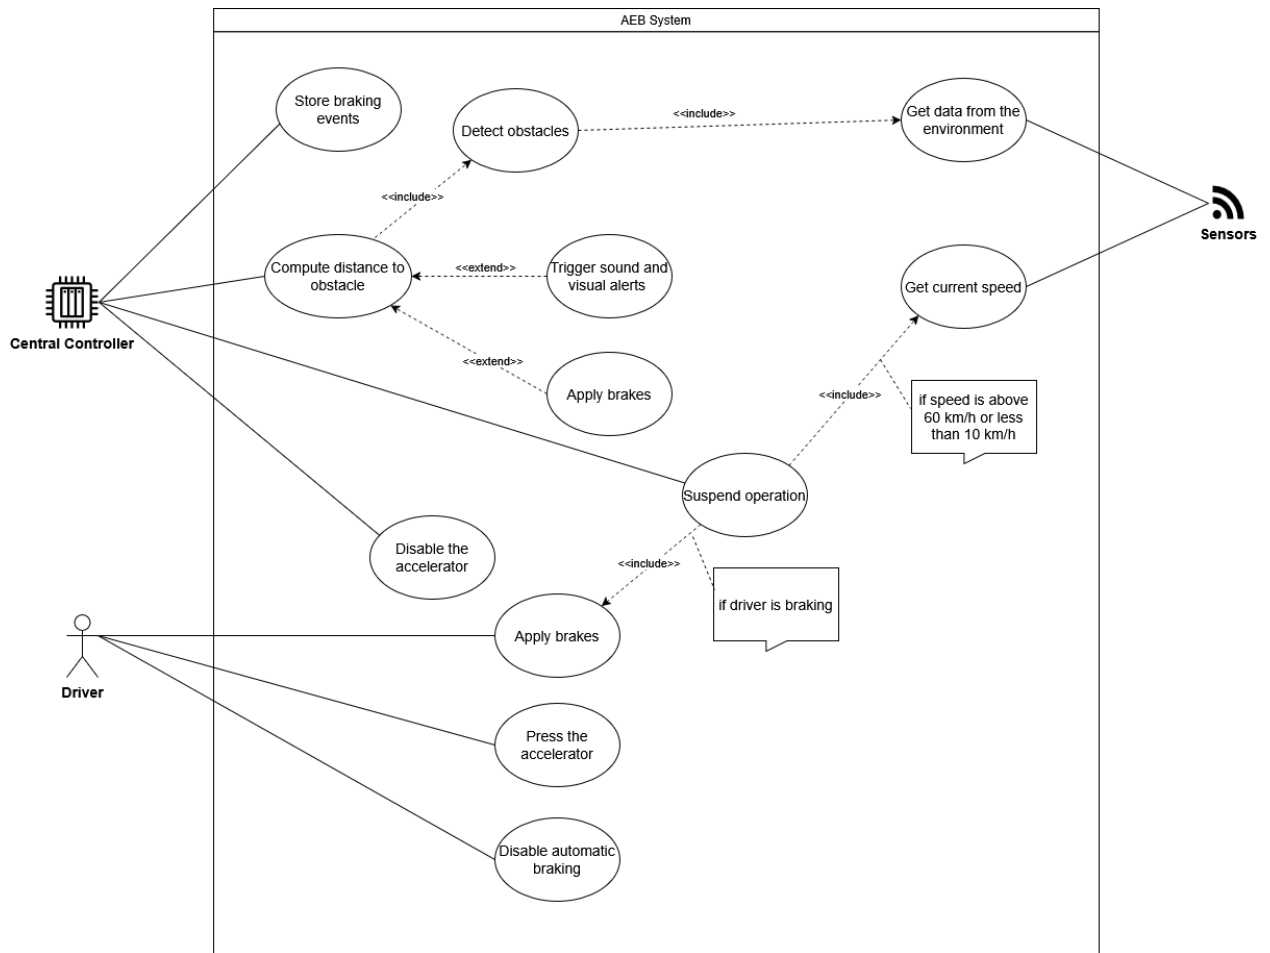 AEB System
Store braking
events
Detect obstacles
<<include>>
Get data from the
environment
<<include>>
Sensors
Compute distance to
obstacle
<<extend>>
Trigger sound and
visual alerts
Get current speed
Central Controller
<<extend>>
Apply brakes
<<include>>
if speed is above
60 km/h or less
than 10 km/h
Suspend operation
Disable the
accelerator
<<include>>
if driver is braking
Apply brakes
Driver
Press the
accelerator
Disable automatic
braking